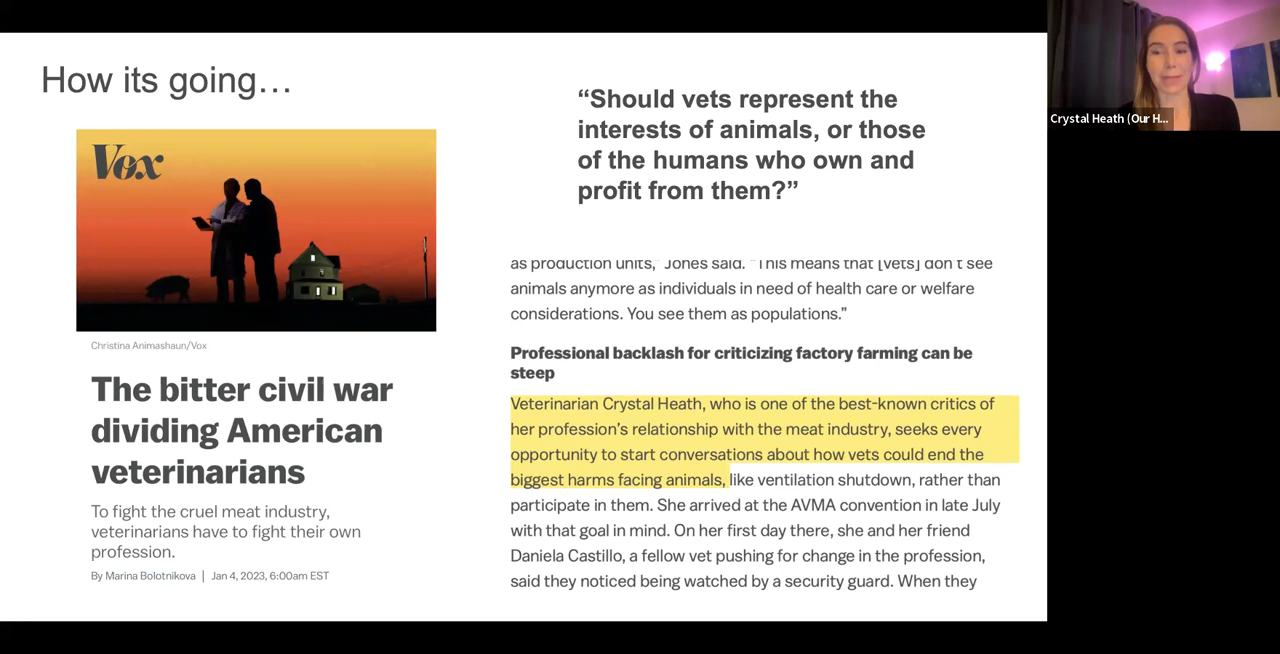 How its going…
Vox
Christina Animashaun/Vox
The bitter civil war
dividing American
veterinarians
To fight the cruel meat industry,
veterinarians have to fight their own
profession.
By Marina Bolotnikova | Jan 4, 2023, 6:00am EST
“Should vets represent the
interests of animals, or those
of the humans who own and
profit from them?”
as production units,” Jones said. “This means that [vets] don’t see
animals anymore as individuals in need of health care or welfare
considerations. You see them as populations.”
Professional backlash for criticizing factory farming can be
steep
Veterinarian Crystal Heath, who is one of the best-known critics of
her profession’s relationship with the meat industry, seeks every
opportunity to start conversations about how vets could end the
biggest harms facing animals, like ventilation shutdown, rather than
participate in them. She arrived at the AVMA convention in late July
with that goal in mind. On her first day there, she and her friend
Daniela Castillo, a fellow vet pushing for change in the profession,
said they noticed being watched by a security guard. When they
Crystal Heath (Our H...